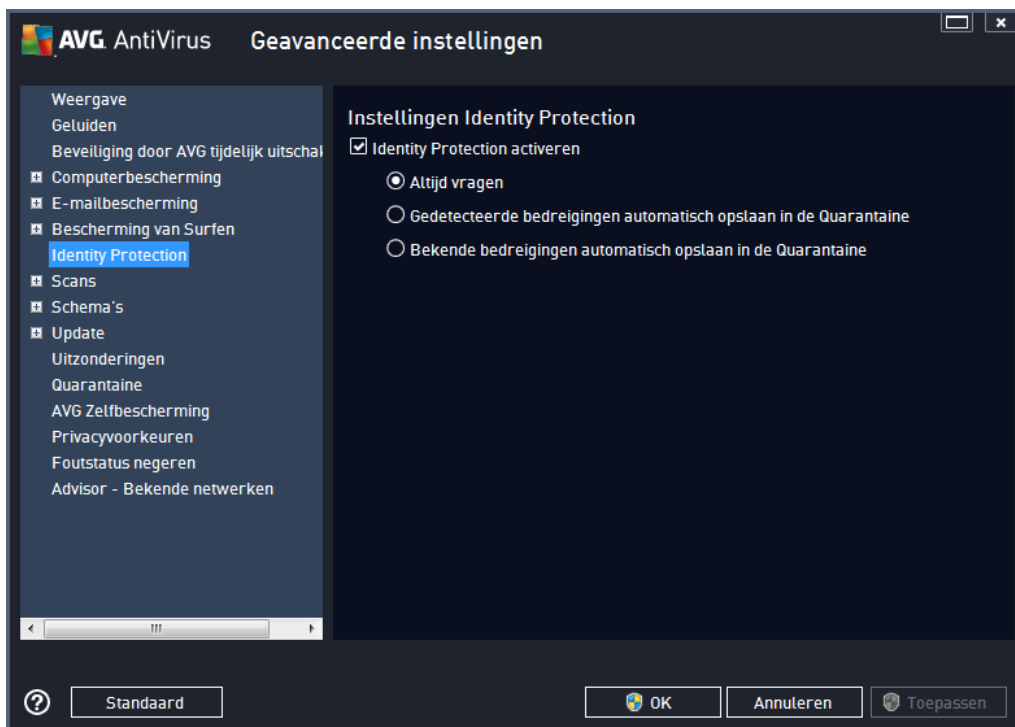 AVG. AntiVirus Geavanceerde instellingen
Weergave
Geluiden
Beveiliging door AVG tijdelijk uitschak
Computerbescherming
E-mailbescherming
Bescherming van Surfen
Identity Protection
Scans
Schema's
Update
Uitzonderingen
Quarantaine
AVG Zelfbescherming
Privacyvoorkeuren
Foutstatus negeren
Advisor - Bekende netwerken
Instellingen Identity Protection
Identity Protection activeren
Altijd vragen
Gedetecteerde bedreigingen automatisch opslaan in de Quarantaine
Bekende bedreigingen automatisch opslaan in de Quarantaine
? Standaard OK Annuleren Toepassen